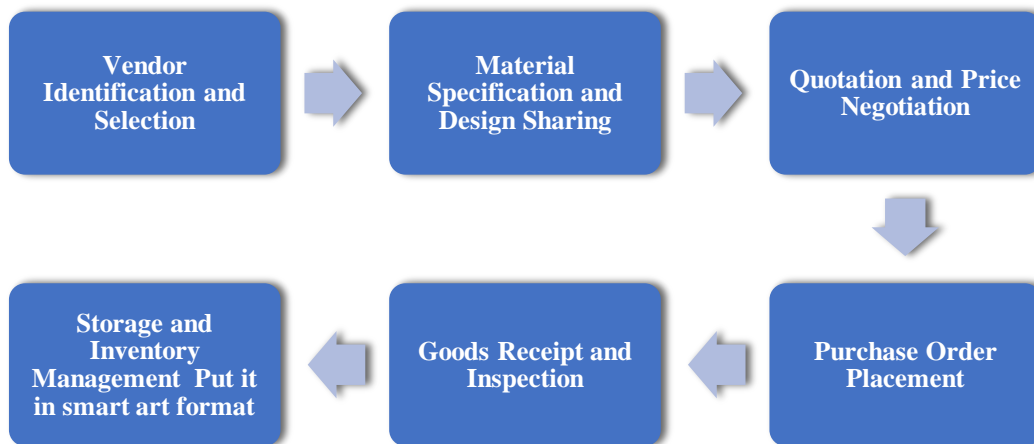 Vendor
Identification and
Selection
Material
Specification and
Design Sharing
Quotation and Price
Negotiation
Purchase Order
Placement
Goods Receipt and
Inspection
Storage and
Inventory
Management  Put it
in smart art format